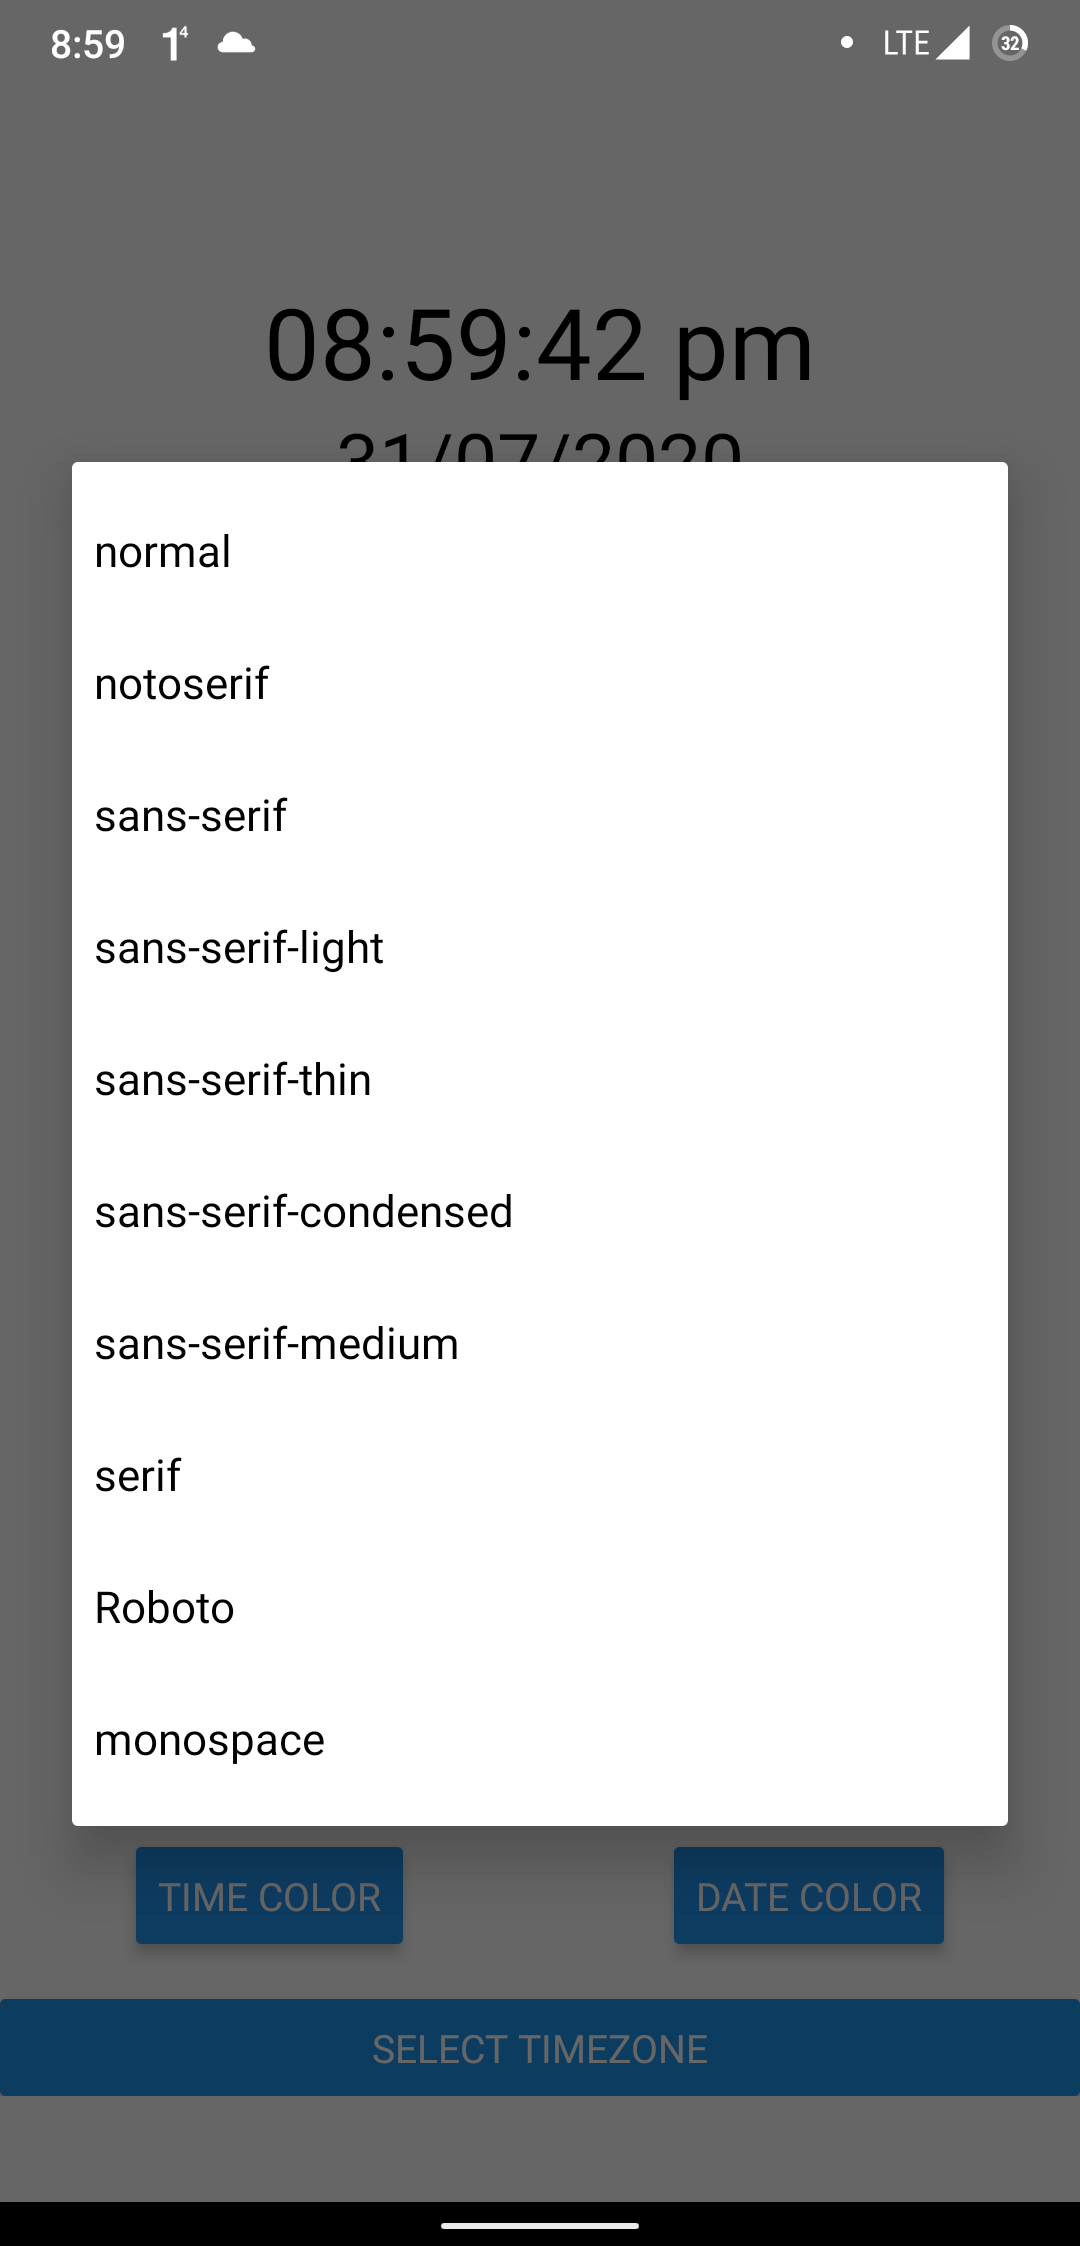 8:59 1⁴ LTE 32
08:59:42 pm
31/07/2020
normal
notoserif
sans-serif
sans-serif-light
sans-serif-thin
sans-serif-condensed
sans-serif-medium
serif
Roboto
monospace
TIME COLOR DATE COLOR
SELECT TIMEZONE